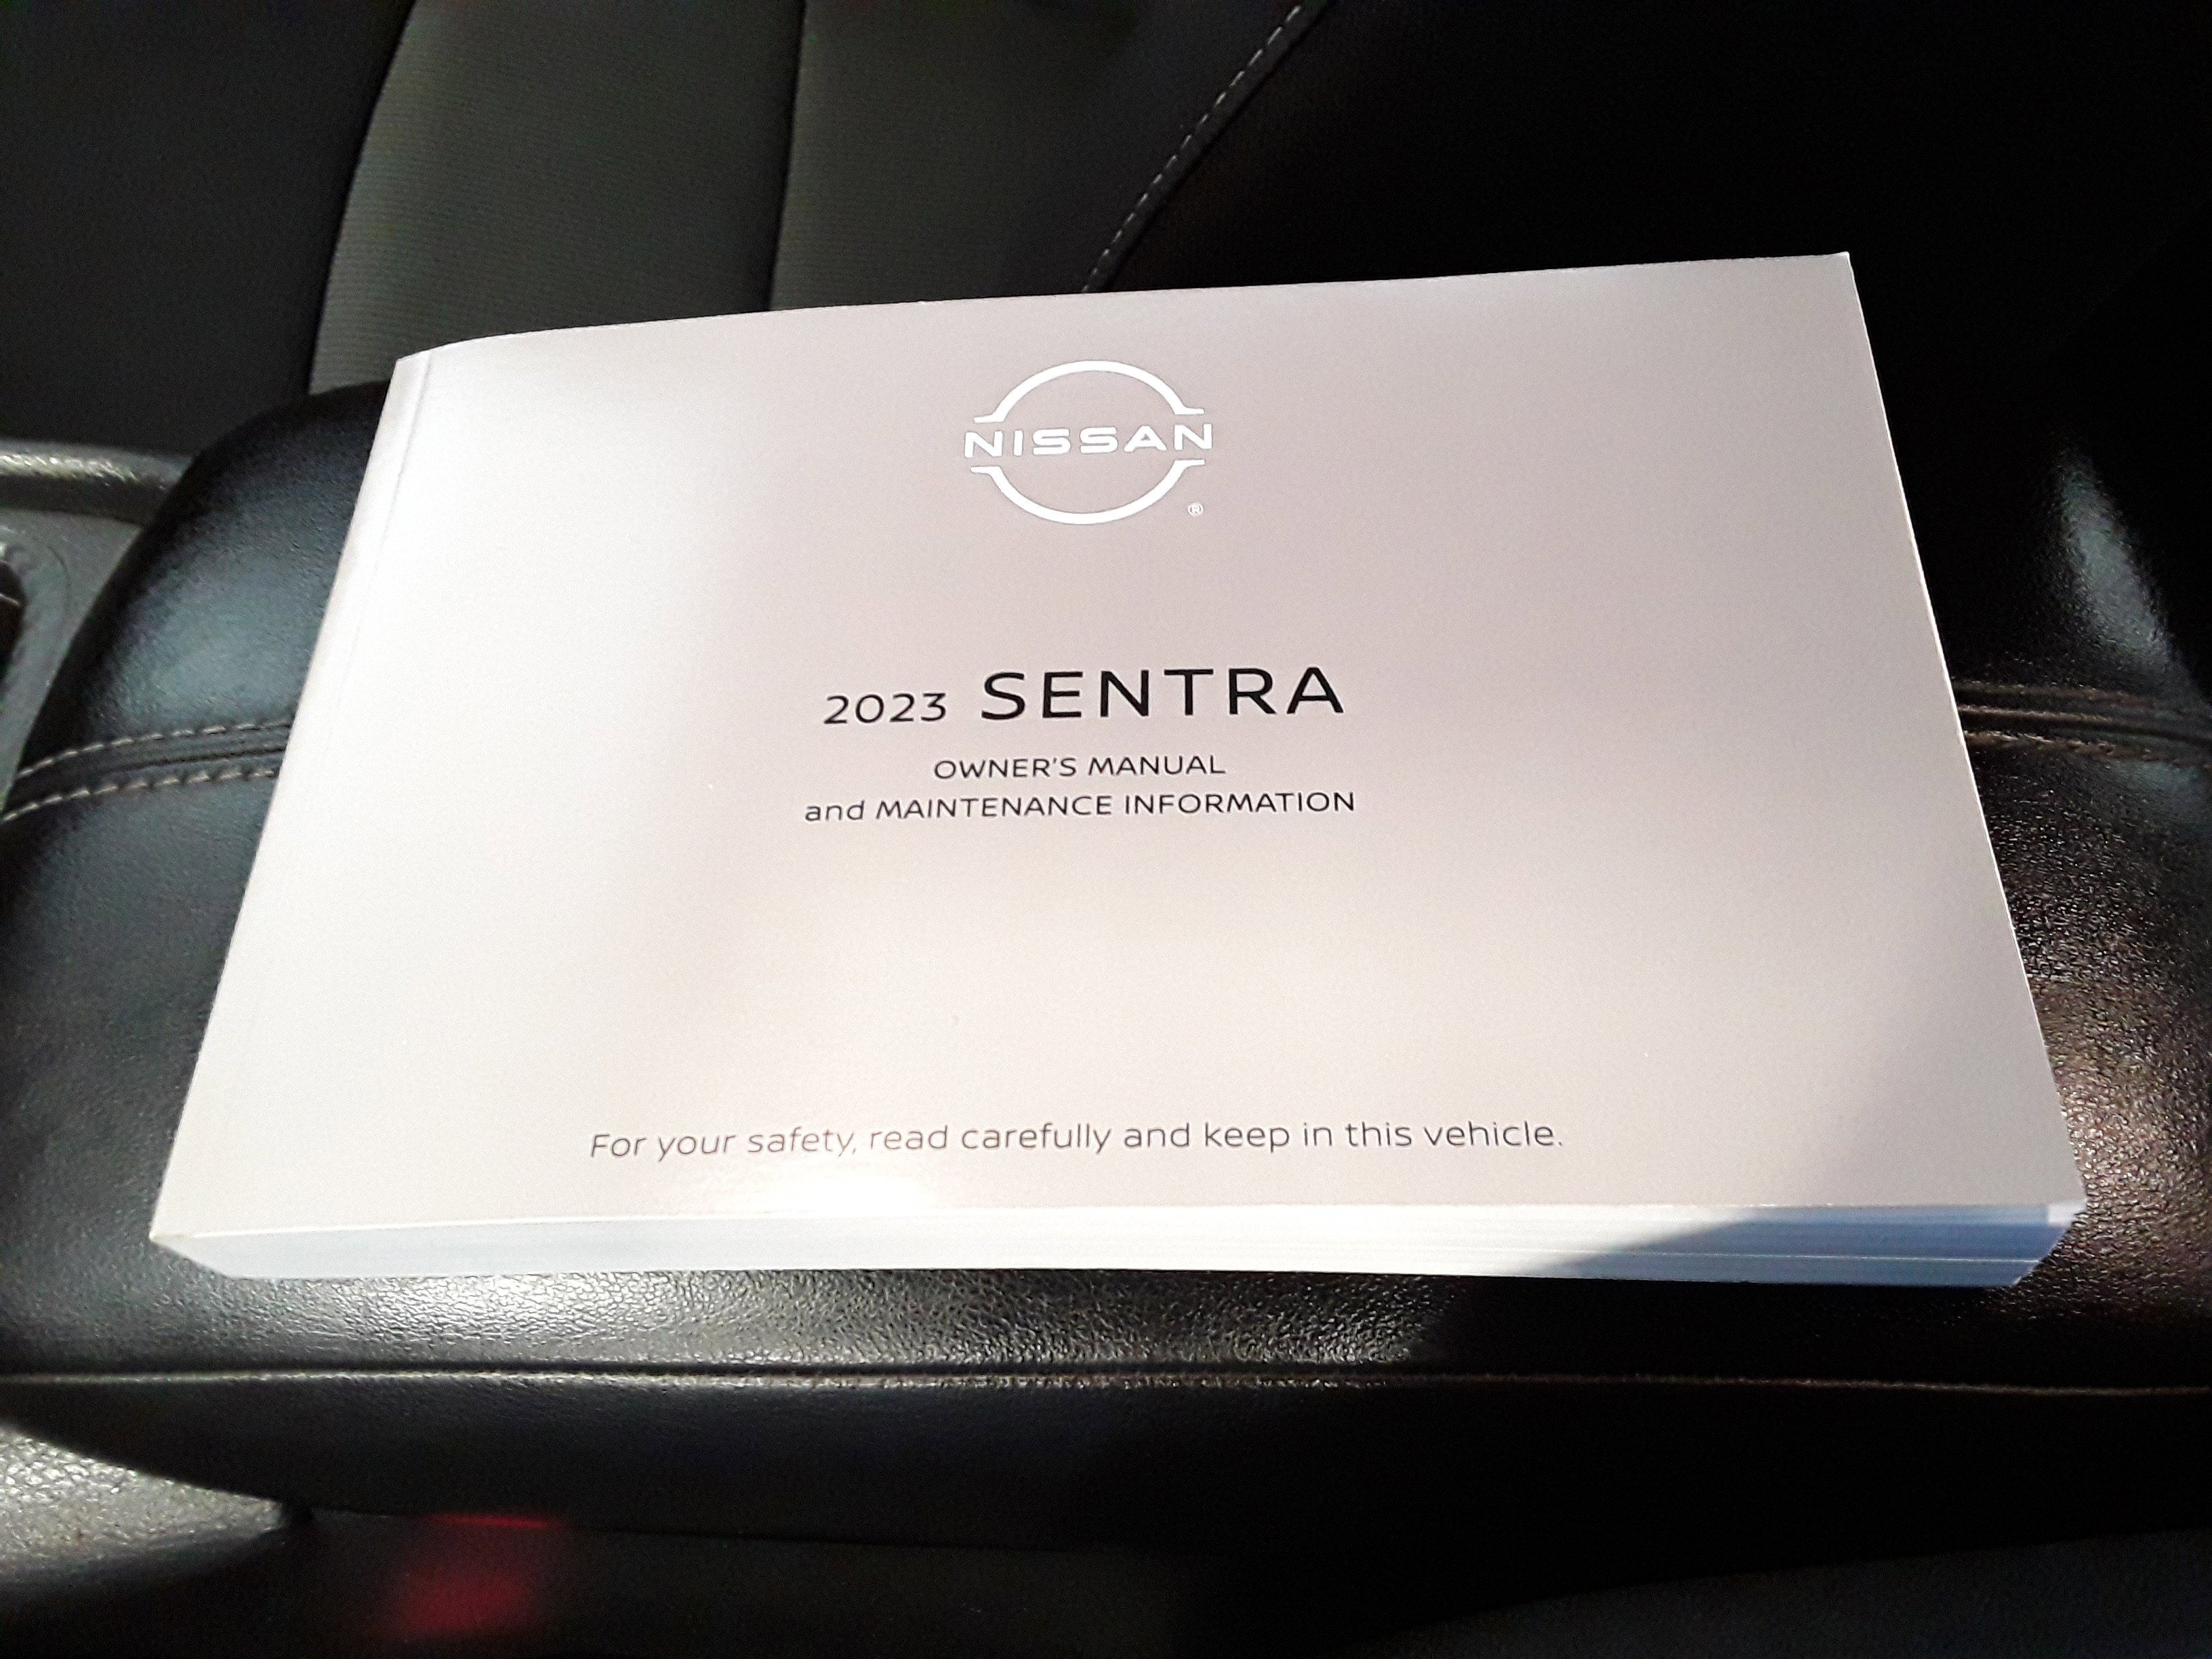 NISSAN
®
2023 SENTRA
OWNER'S MANUAL
and MAINTENANCE INFORMATION
For your safety, read carefully and keep in this vehicle.